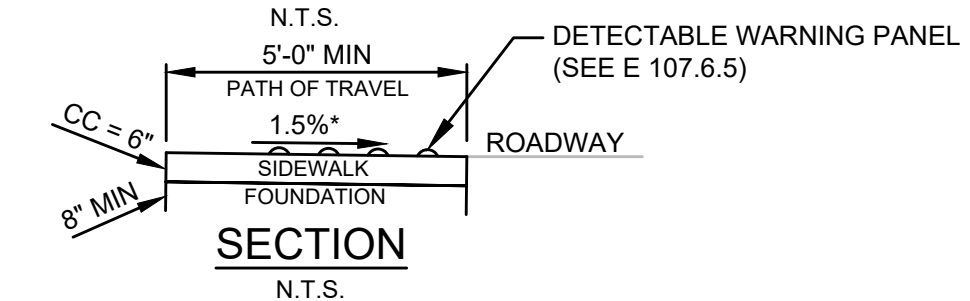 N.T.S.
5'-0" MIN
PATH OF TRAVEL
DETECTABLE WARNING PANEL
(SEE E 107.6.5)
CC = 6"
1.5%*
ROADWAY
SIDEWALK
FOUNDATION
8" MIN
SECTION
N.T.S.